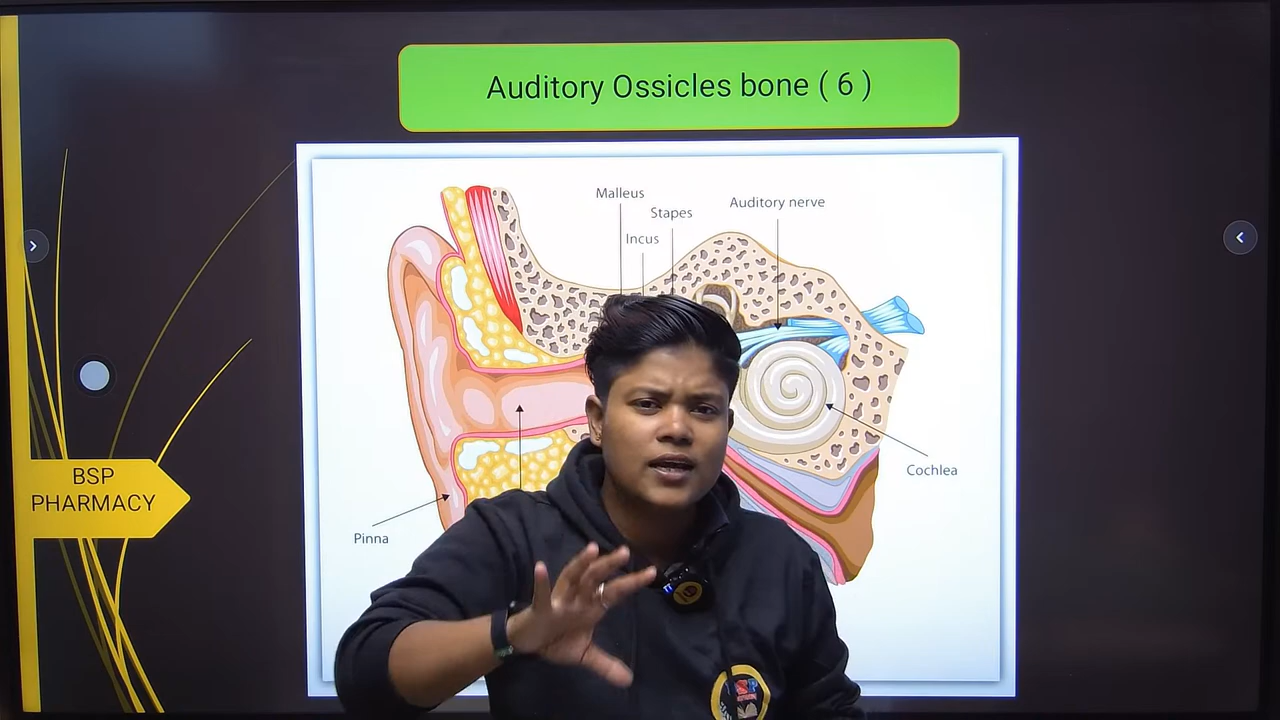 Auditory Ossicles bone ( 6 )
Malleus
Stapes
Auditory nerve
Incus
Cochlea
BSP
PHARMACY
Pinna